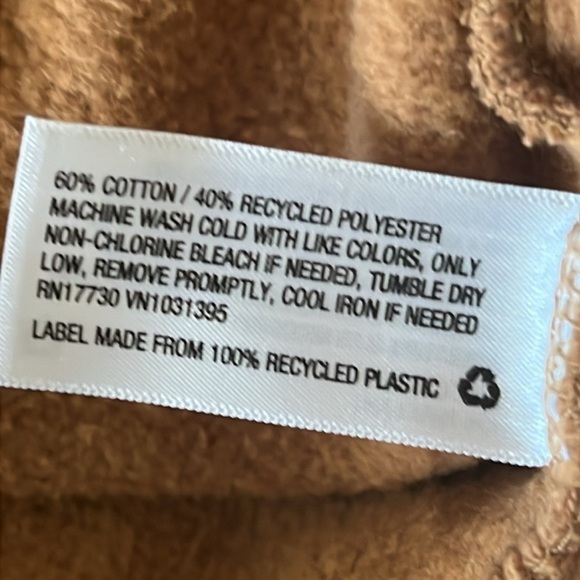 60% COTTON / 40% RECYCLED POLYESTER
MACHINE WASH COLD WITH LIKE COLORS, ONLY
NON-CHLORINE BLEACH IF NEEDED, TUMBLE DRY
LOW, REMOVE PROMPTLY, COOL IRON IF NEEDED
RN17730 VN1031395
LABEL MADE FROM 100% RECYCLED PLASTIC